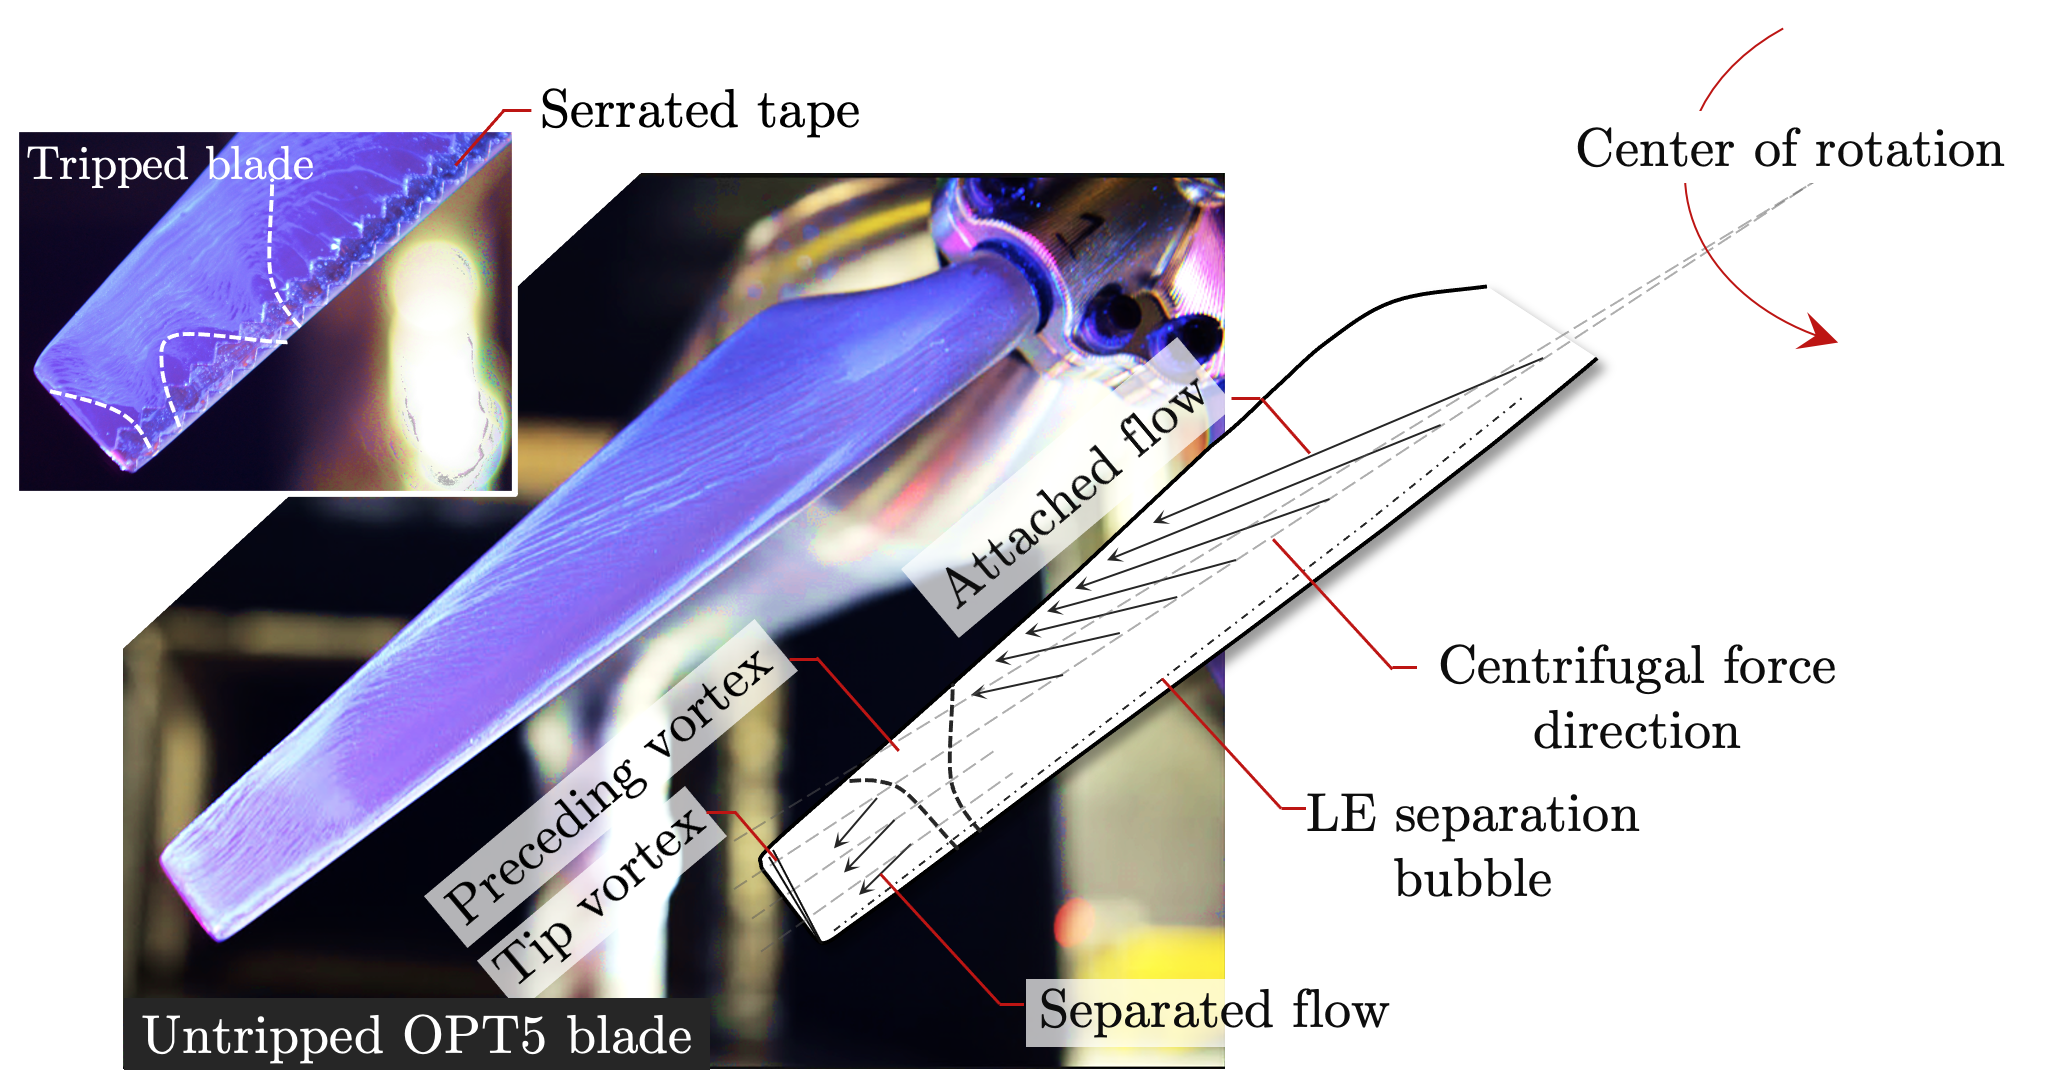 Serrated tape
Tripped blade
Center of rotation
1
Attached flow
Preceding vortex
Tip vortex
Centrifugal force
direction
LE separation
bubble
Separated flow
Untripped OPT5 blade